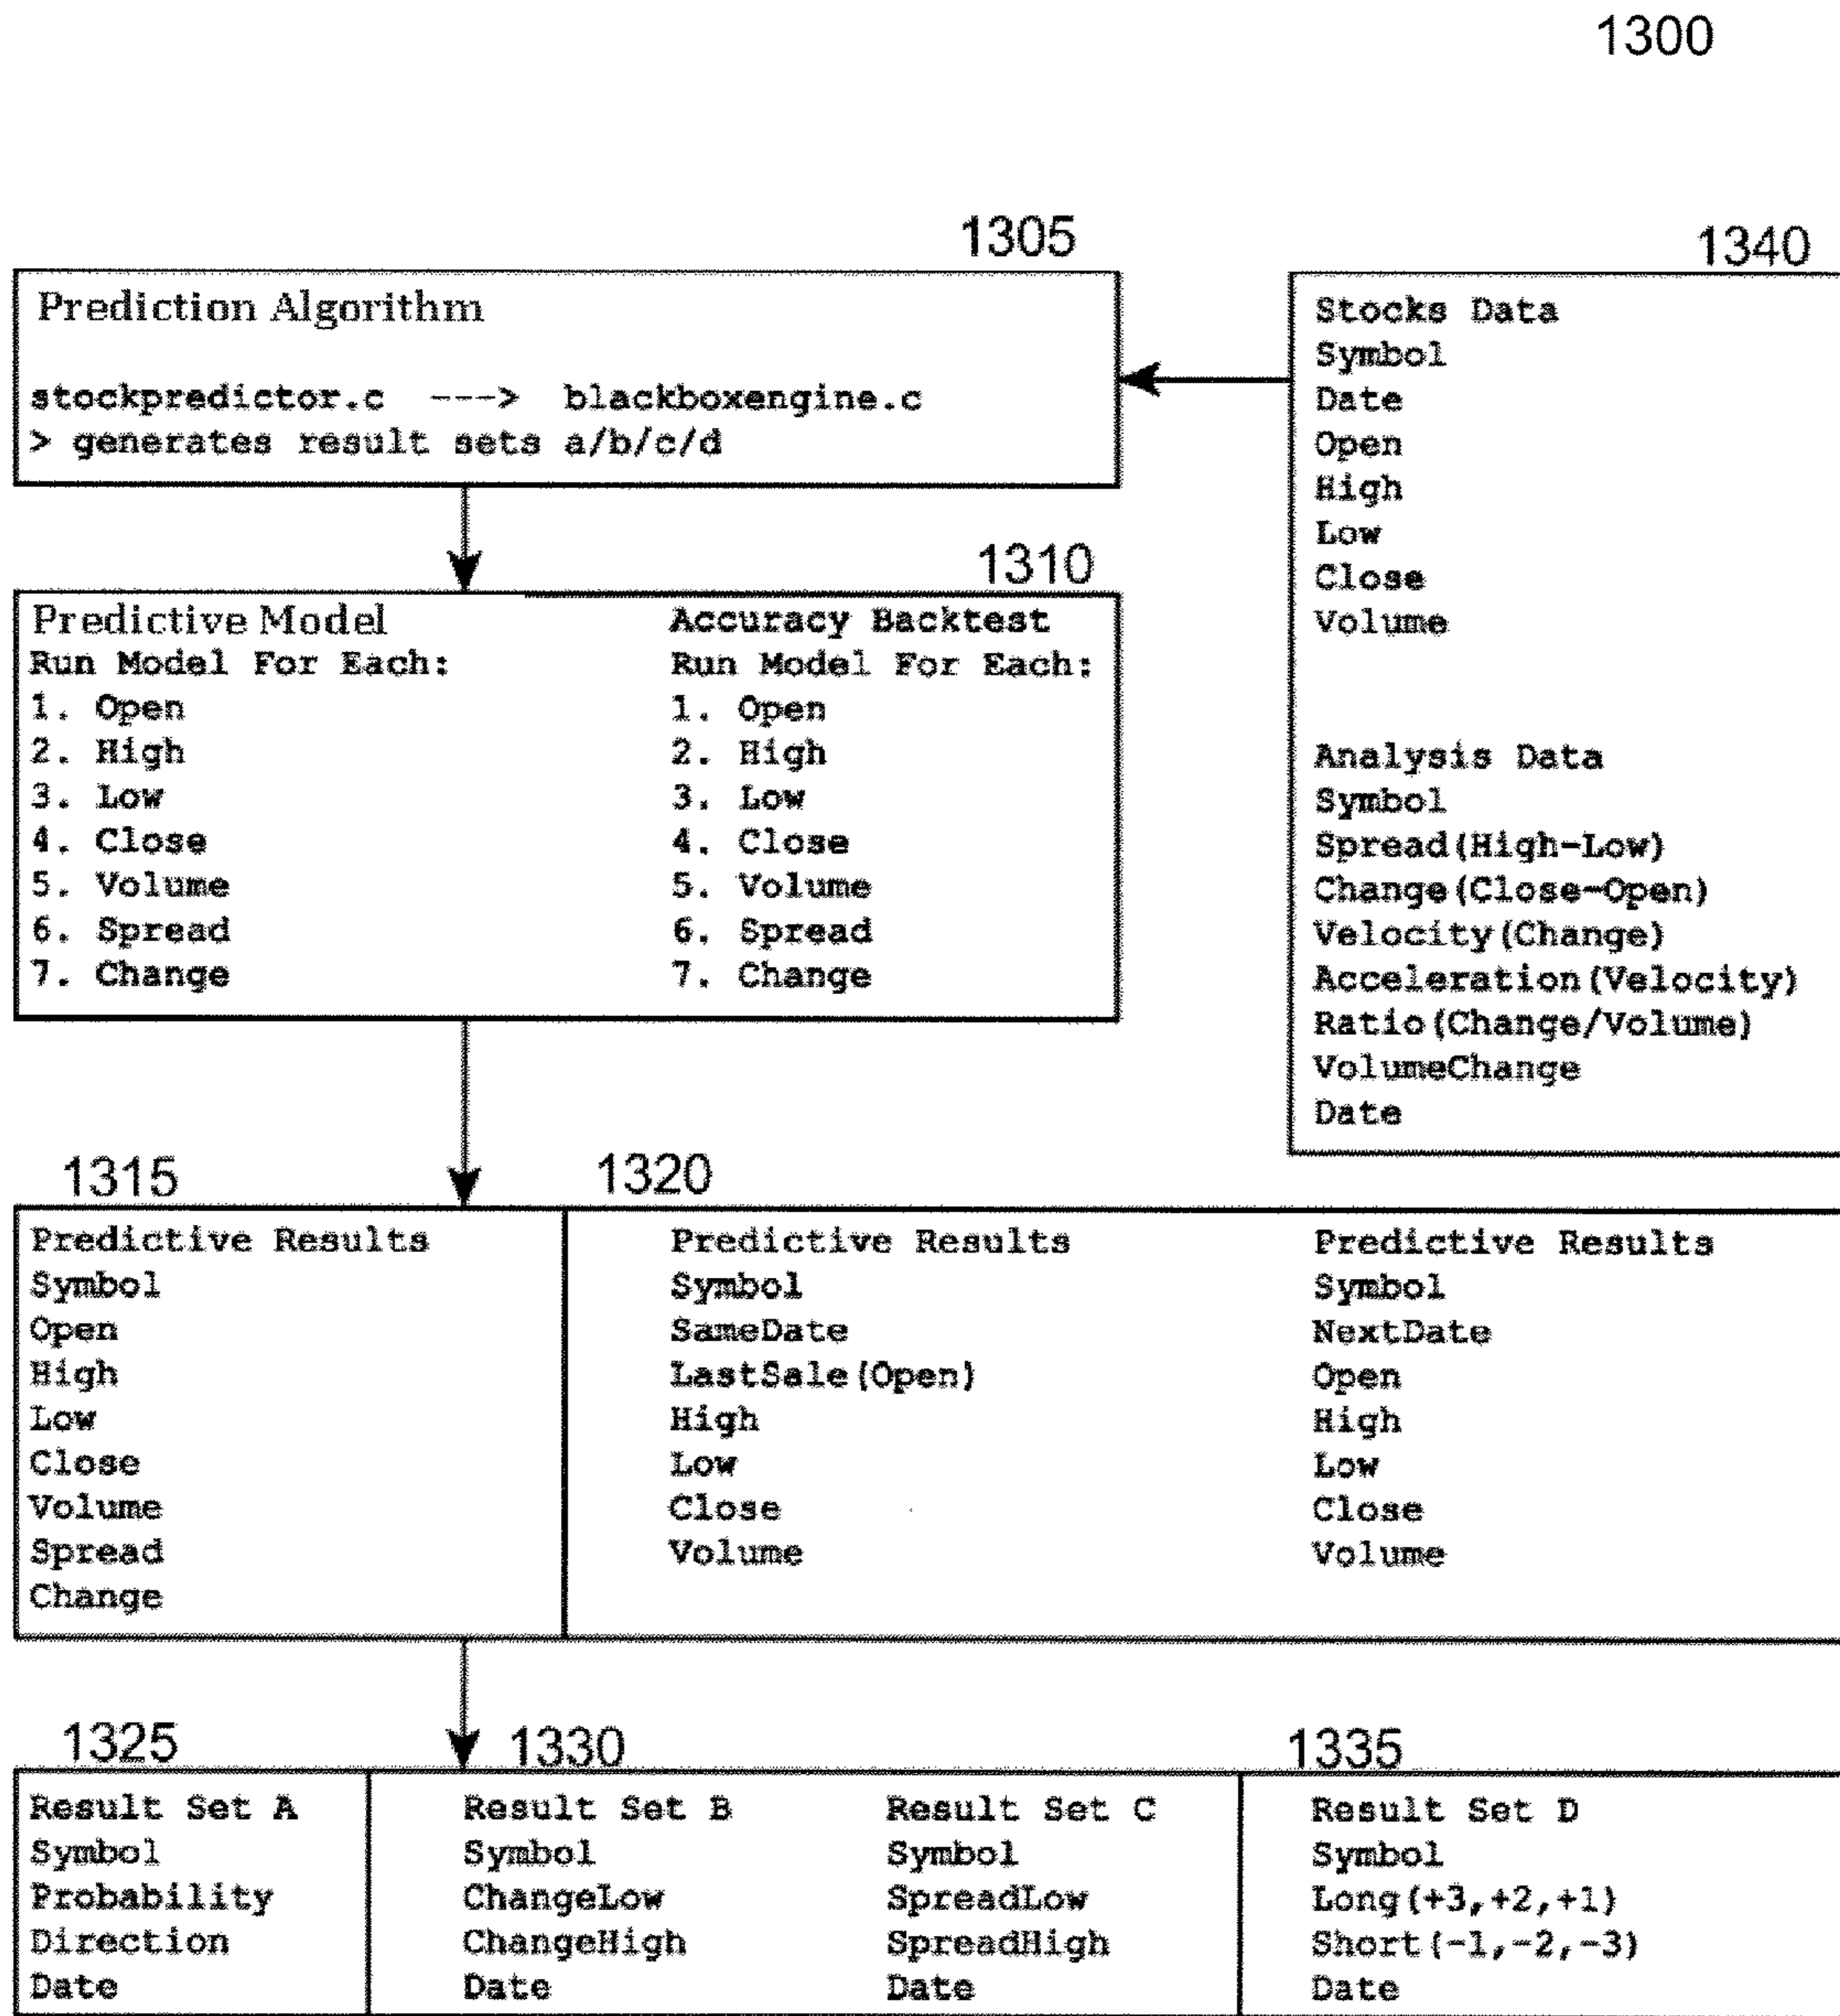 1300
1305
Prediction Algorithm
stockpredictor.c ---> blackboxengine.c
> generates result sets a/b/c/d
1340
Stocks Data
Symbol
Date
Open
High
Low
Close
Volume
Analysis Data
Symbol
Spread(High-Low)
Change(Close-Open)
Velocity(Change)
Acceleration(Velocity)
Ratio(Change/Volume)
VolumeChange
Date
1310
Predictive Model
Run Model For Each:
1. Open
2. High
3. Low
4. Close
5. Volume
6. Spread
7. Change
Accuracy Backtest
Run Model For Each:
1. Open
2. High
3. Low
4. Close
5. Volume
6. Spread
7. Change
1315
Predictive Results
Symbol
Open
High
Low
Close
Volume
Spread
Change
1320
Predictive Results
Symbol
SameDate
LastSale(Open)
High
Low
Close
Volume
Predictive Results
Symbol
NextDate
Open
High
Low
Close
Volume
1325
Result Set A
Symbol
Probability
Direction
Date
1330
Result Set B
Symbol
ChangeLow
ChangeHigh
Date
Result Set C
Symbol
SpreadLow
SpreadHigh
Date
1335
Result Set D
Symbol
Long(+3,+2,+1)
Short(-1,-2,-3)
Date